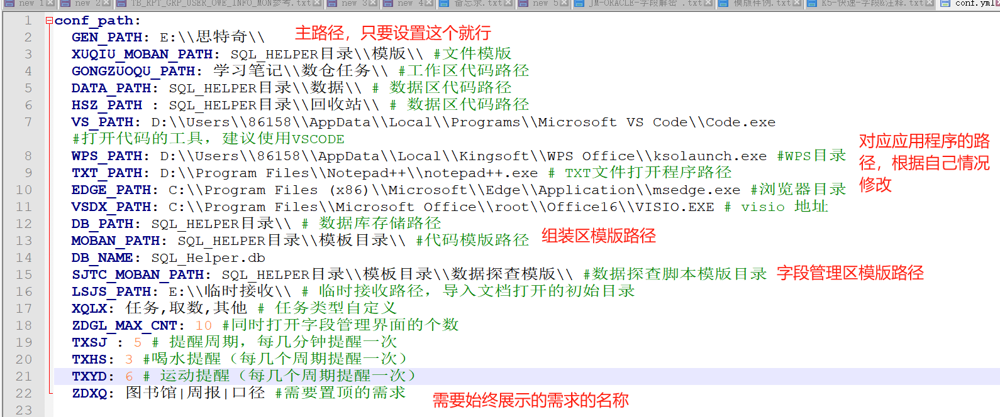 new 1
new 2
TB_RPT_GRP_USER_OWE_INFO_MON参考.txt
new 3
new 4
备忘录.txt
new 5
JM-ORACLE-字段解密 .txt
模版样例.txt
K5-快速-字段&注释.txt
conf.yml
1 conf_path:
2 GEN_PATH: E:\\思特奇\\
主路径，只要设置这个就行
3 XUQIU_MOBAN_PATH: SQL_HELPER目录\\模版\\ #文件模版
4 GONGZUOQU_PATH: 学习笔记\\数仓任务\\ #工作区代码路径
5 DATA_PATH: SQL_HELPER目录\\数据\\ # 数据区代码路径
6 HSZ_PATH : SQL_HELPER目录\\回收站\\ # 数据区代码路径
7 VS_PATH: D:\\Users\\86158\\AppData\\Local\\Programs\\Microsoft VS Code\\Code.exe
#打开代码的工具，建议使用VSCODE
8 WPS_PATH: D:\\Users\\86158\\AppData\\Local\\Kingsoft\\WPS Office\\ksolaunch.exe #WPS目录
9 TXT_PATH: D:\\Program Files\\Notepad++\\notepad++.exe # TXT文件打开程序路径
10 EDGE_PATH: C:\\Program Files (x86)\\Microsoft\\Edge\\Application\\msedge.exe #浏览器目录
11 VSDX_PATH: C:\\Program Files\\Microsoft Office\\root\\Office16\\VISIO.EXE # visio 地址
对应应用程序的路
径，根据自己情况
修改
12 DB_PATH: SQL_HELPER目录\\ # 数据库存储路径
13 MOBAN_PATH: SQL_HELPER目录\\模板目录\\ #代码模版路径
组装区模版路径
14 DB_NAME: SQL_Helper.db
15 SJTC_MOBAN_PATH: SQL_HELPER目录\\模板目录\\数据探查模版\\ #数据探查脚本模版目录
字段管理区模版路径
16 LSJS_PATH: E:\\临时接收\\ # 临时接收路径，导入文档打开的初始目录
17 XQLX: 任务,取数,其他 # 任务类型自定义
18 ZDGL_MAX_CNT: 10 #同时打开字段管理界面的个数
19 TXSJ : 5 # 提醒周期，每几分钟提醒一次
20 TXHS: 3 #喝水提醒（每几个周期提醒一次）
21 TXYD: 6 # 运动提醒（每几个周期提醒一次）
22 ZDXQ: 图书馆|周报|口径 #需要置顶的需求
需要始终展示的需求的名称
23